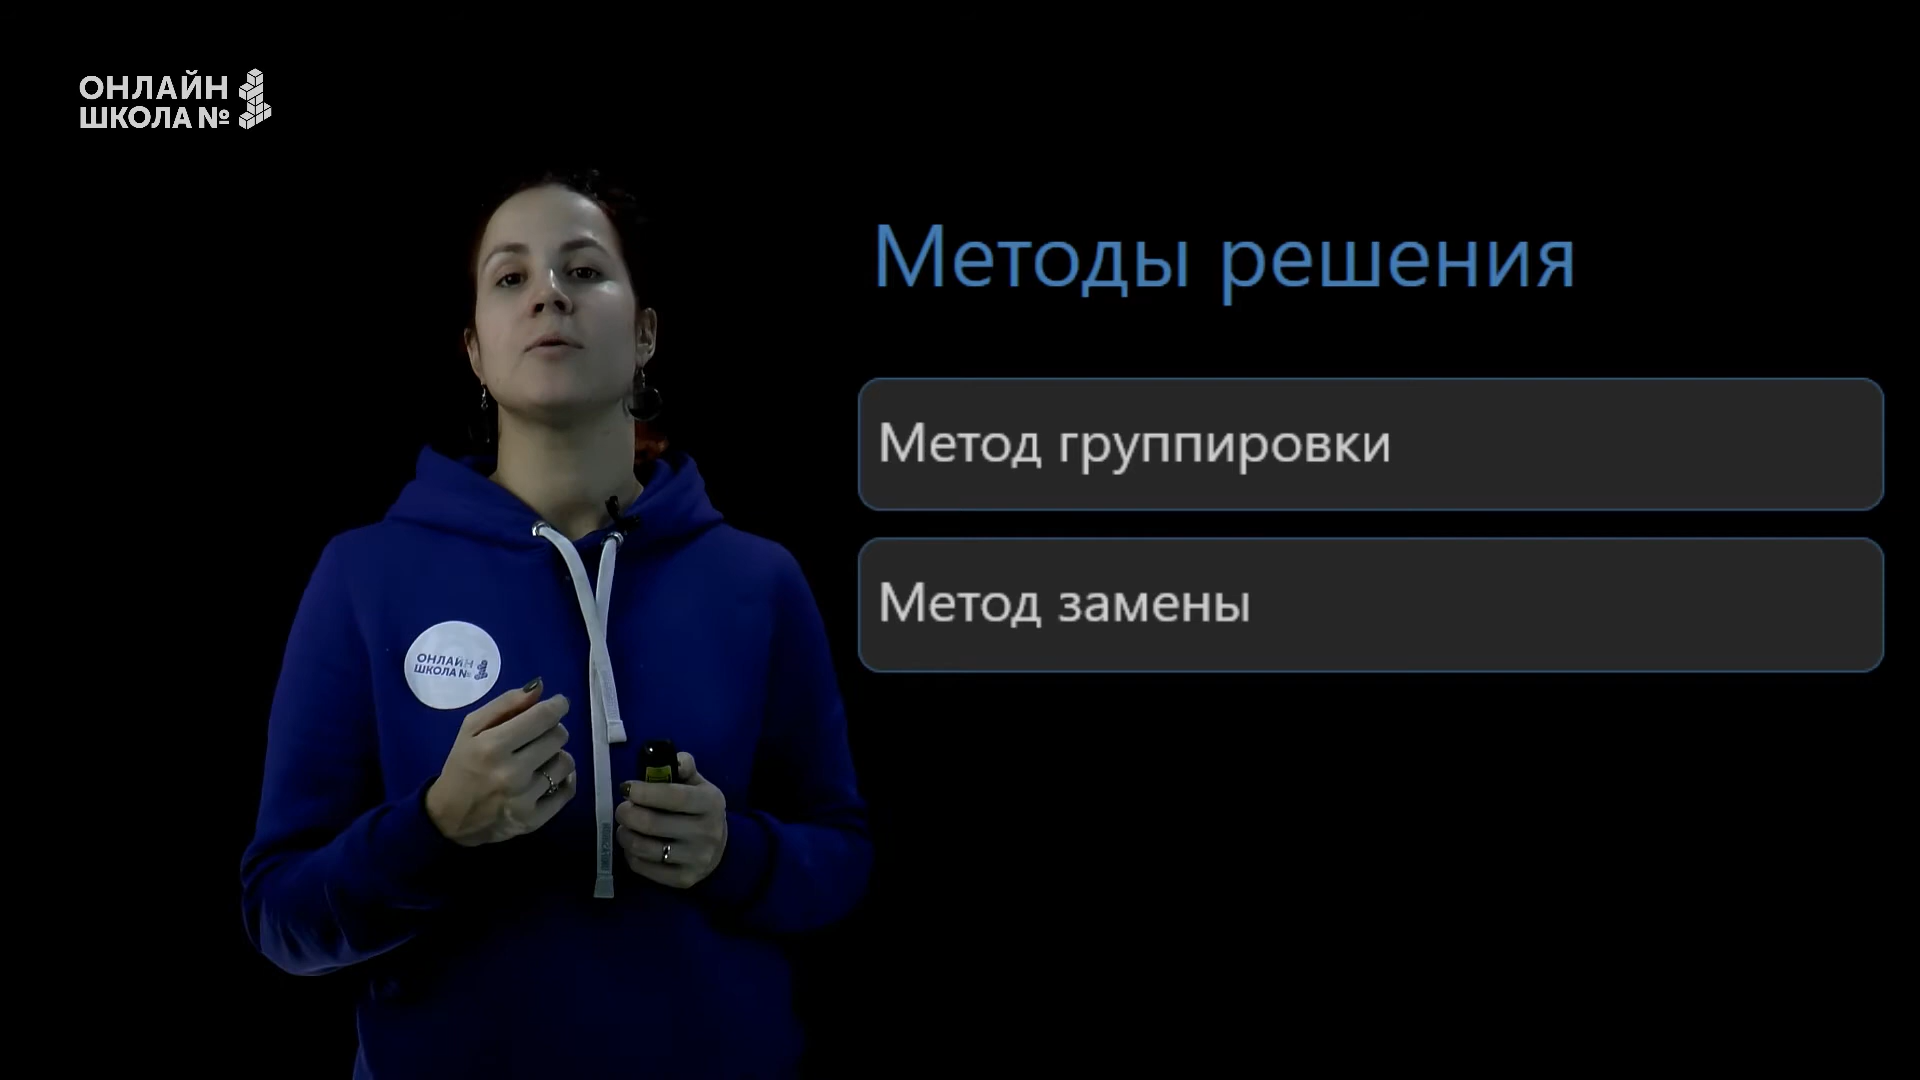 ОНЛАЙН
ШКОЛА №
Методы решения
Метод группировки
Метод замены
ОНЛАЙН
ШКОЛА №